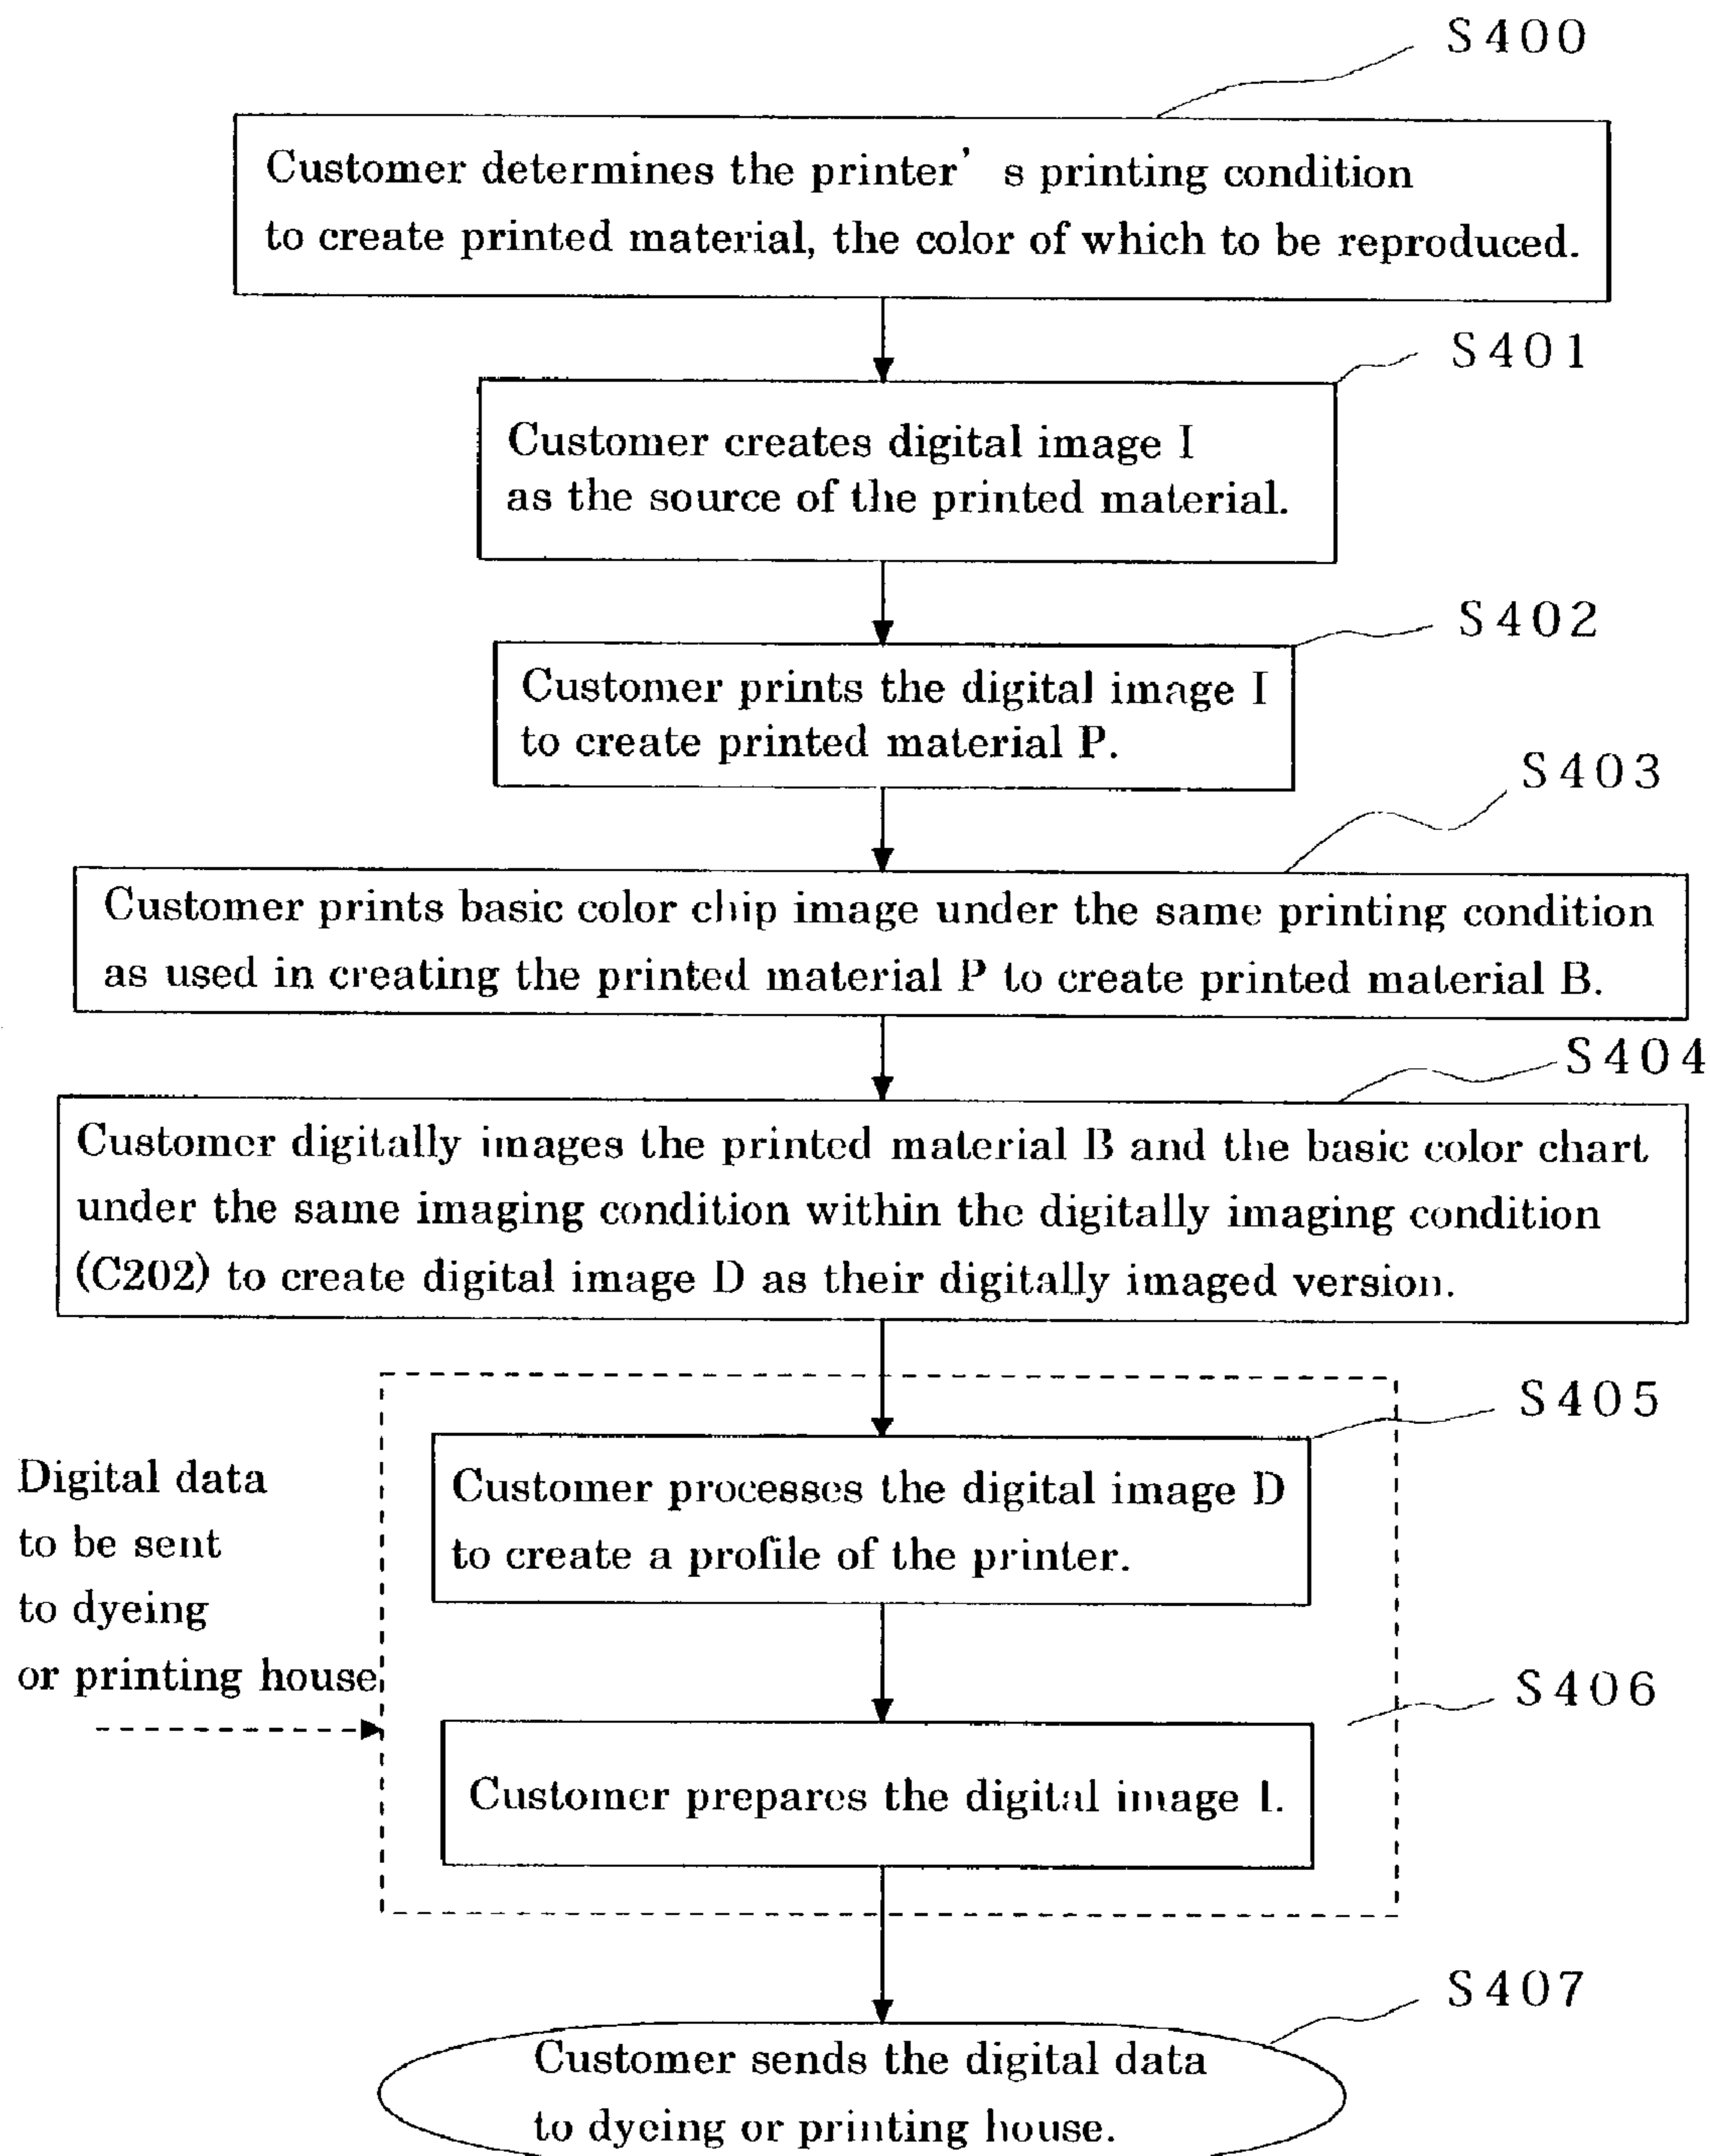 S400
Customer determines the printer's printing condition
to create printed material, the color of which to be reproduced.
S401
Customer creates digital image I
as the source of the printed material.
S402
Customer prints the digital image I
to create printed material P.
S403
Customer prints basic color chip image under the same printing condition
as used in creating the printed material P to create printed material B.
S404
Customer digitally images the printed material B and the basic color chart
under the same imaging condition within the digitally imaging condition
(C202) to create digital image D as their digitally imaged version.
S405
Customer processes the digital image D
to create a profile of the printer.
Digital data
to be sent
to dyeing
or printing house
S406
Customer prepares the digital image I.
S407
Customer sends the digital data
to dyeing or printing house.